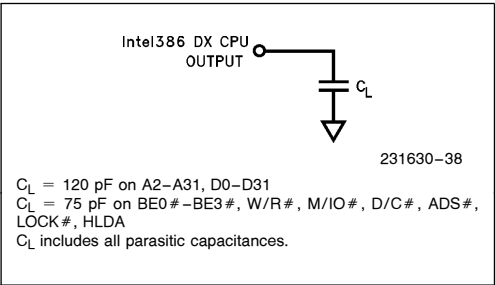 Intel386 DX CPU
OUTPUT
CL
231630–38
CL = 120 pF on A2–A31, D0–D31
CL = 75 pF on BE0#–BE3#, W/R#, M/IO#, D/C#, ADS#,
LOCK#, HLDA
CL includes all parasitic capacitances.